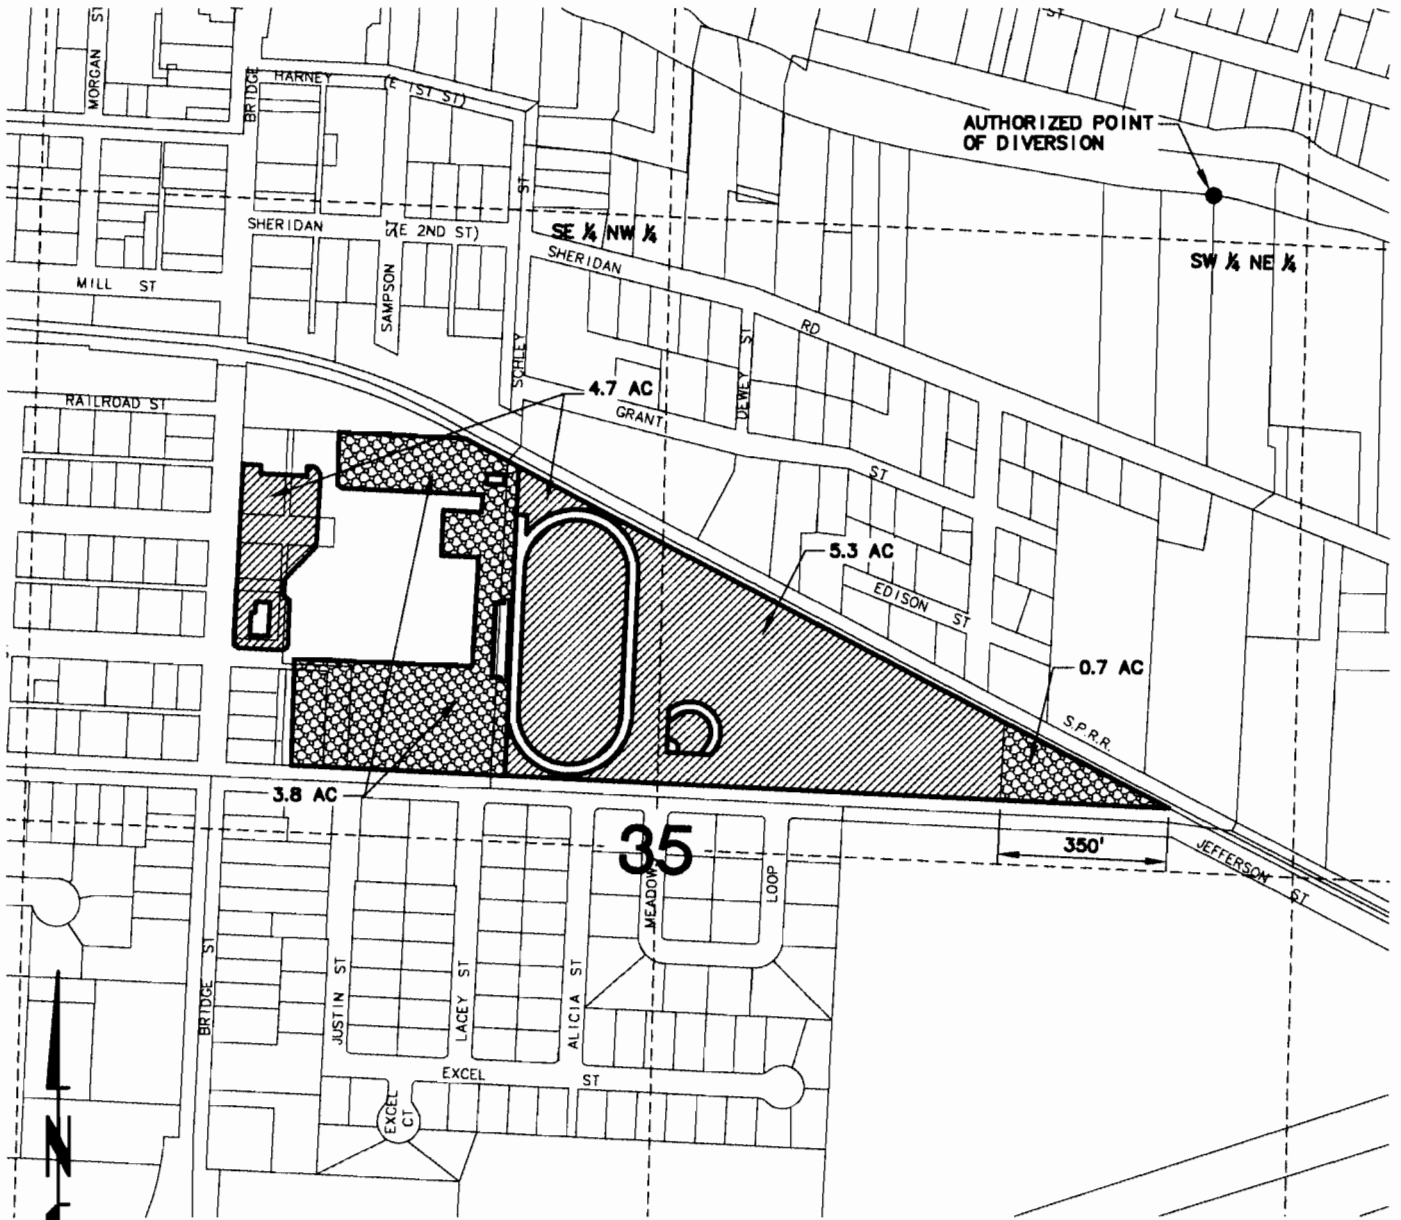 ST
MORGAN ST
BRIDGE
HARNEY
(E 1ST ST)
AUTHORIZED POINT
OF DIVERSION
ST
SHERIDAN
(E 2ND ST)
SE ¼ NW ¼
SHERIDAN
RD
SW ¼ NE ¼
MILL ST
SAMPSON
SCHLEY
DEWEY ST
RAILROAD ST
4.7 AC
GRANT
ST
5.3 AC
EDISON ST
0.7 AC
S.P.R.R.
3.8 AC
35
350'
JEFFERSON ST
MEADOW
LOOP
BRIDGE ST
JUSTIN ST
LACEY ST
ALICIA ST
EXCEL ST
EXCEL
CT
N